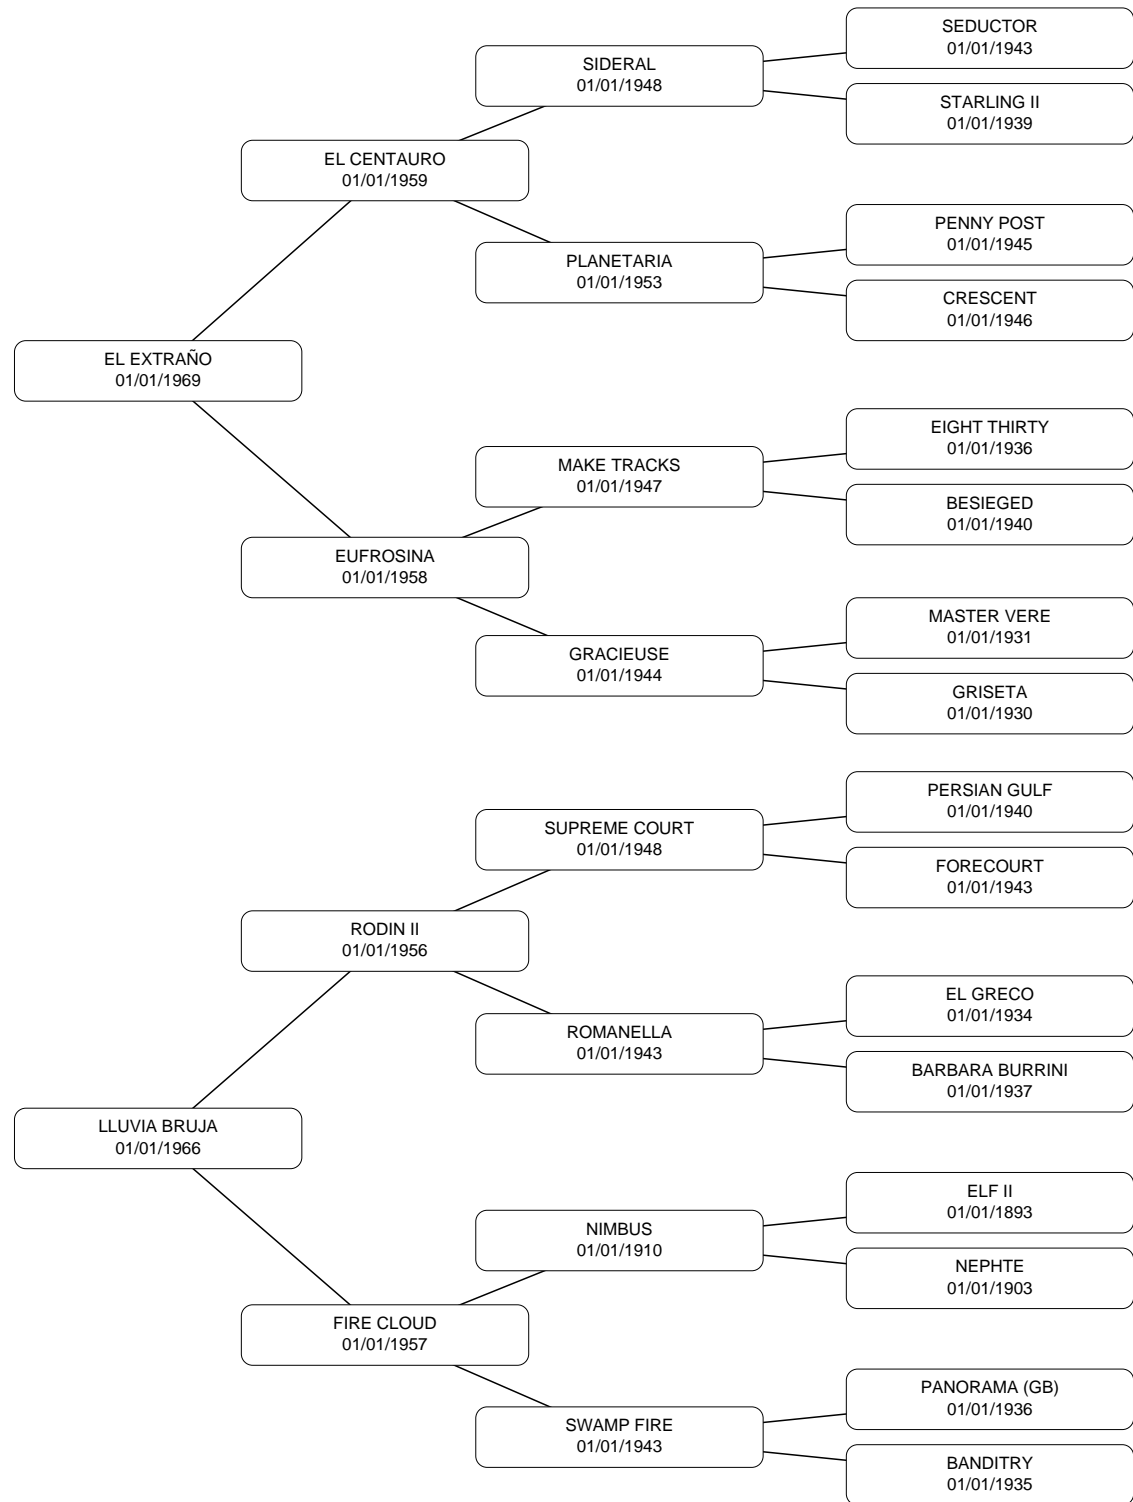 SEDUCTOR
01/01/1943
SIDERAL
01/01/1948
STARLING II
01/01/1939
EL CENTAURO
01/01/1959
PENNY POST
01/01/1945
PLANETARIA
01/01/1953
CRESCENT
01/01/1946
EL EXTRAÑO
01/01/1969
EIGHT THIRTY
01/01/1936
MAKE TRACKS
01/01/1947
BESIEGED
01/01/1940
EUFROSINA
01/01/1958
MASTER VERE
01/01/1931
GRACIEUSE
01/01/1944
GRISETA
01/01/1930
PERSIAN GULF
01/01/1940
SUPREME COURT
01/01/1948
FORECOURT
01/01/1943
RODIN II
01/01/1956
EL GRECO
01/01/1934
ROMANELLA
01/01/1943
BARBARA BURRINI
01/01/1937
LLUVIA BRUJA
01/01/1966
ELF II
01/01/1893
NIMBUS
01/01/1910
NEPHTE
01/01/1903
FIRE CLOUD
01/01/1957
PANORAMA (GB)
01/01/1936
SWAMP FIRE
01/01/1943
BANDITRY
01/01/1935